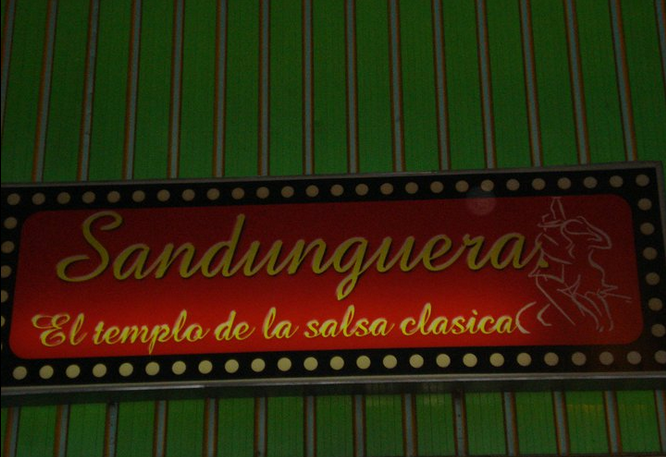 Sandunguera
El templo de la salsa clasica